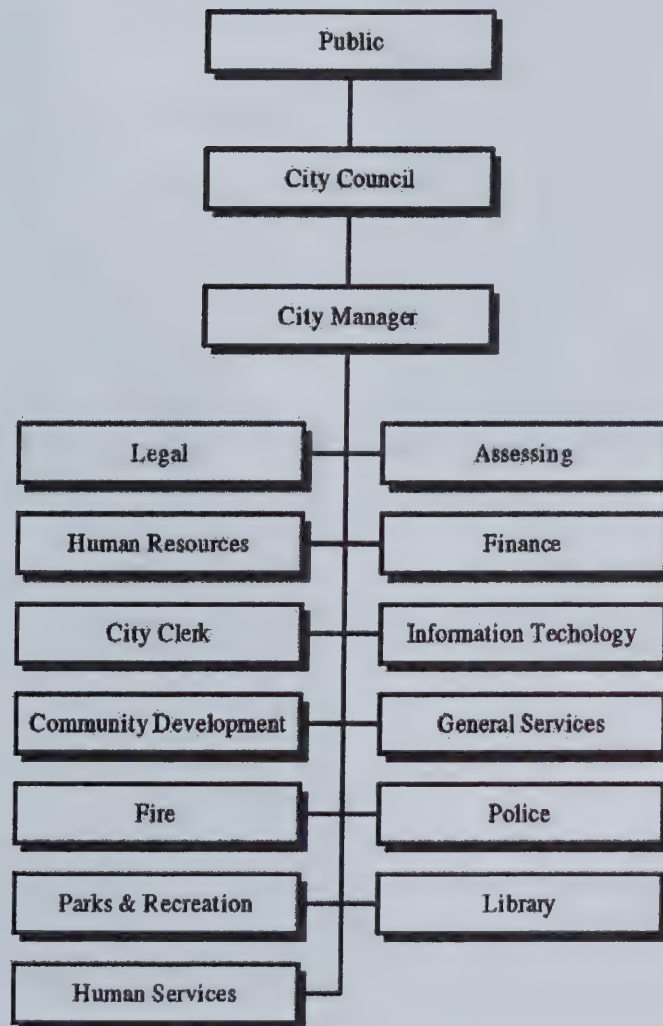 Public
City Council
City Manager
Legal
Assessing
Human Resources
Finance
City Clerk
Information Techology
Community Development
General Services
Fire
Police
Parks & Recreation
Library
Human Services